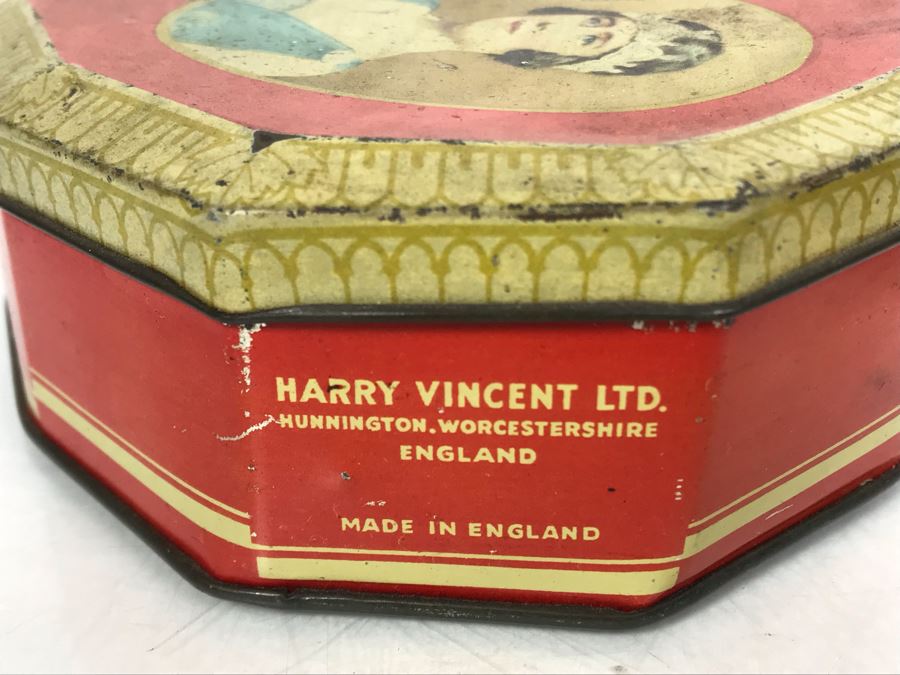 HARRY VINCENT LTD.
HUNNINGTON. WORCESTERSHIRE
ENGLAND
MADE IN ENGLAND